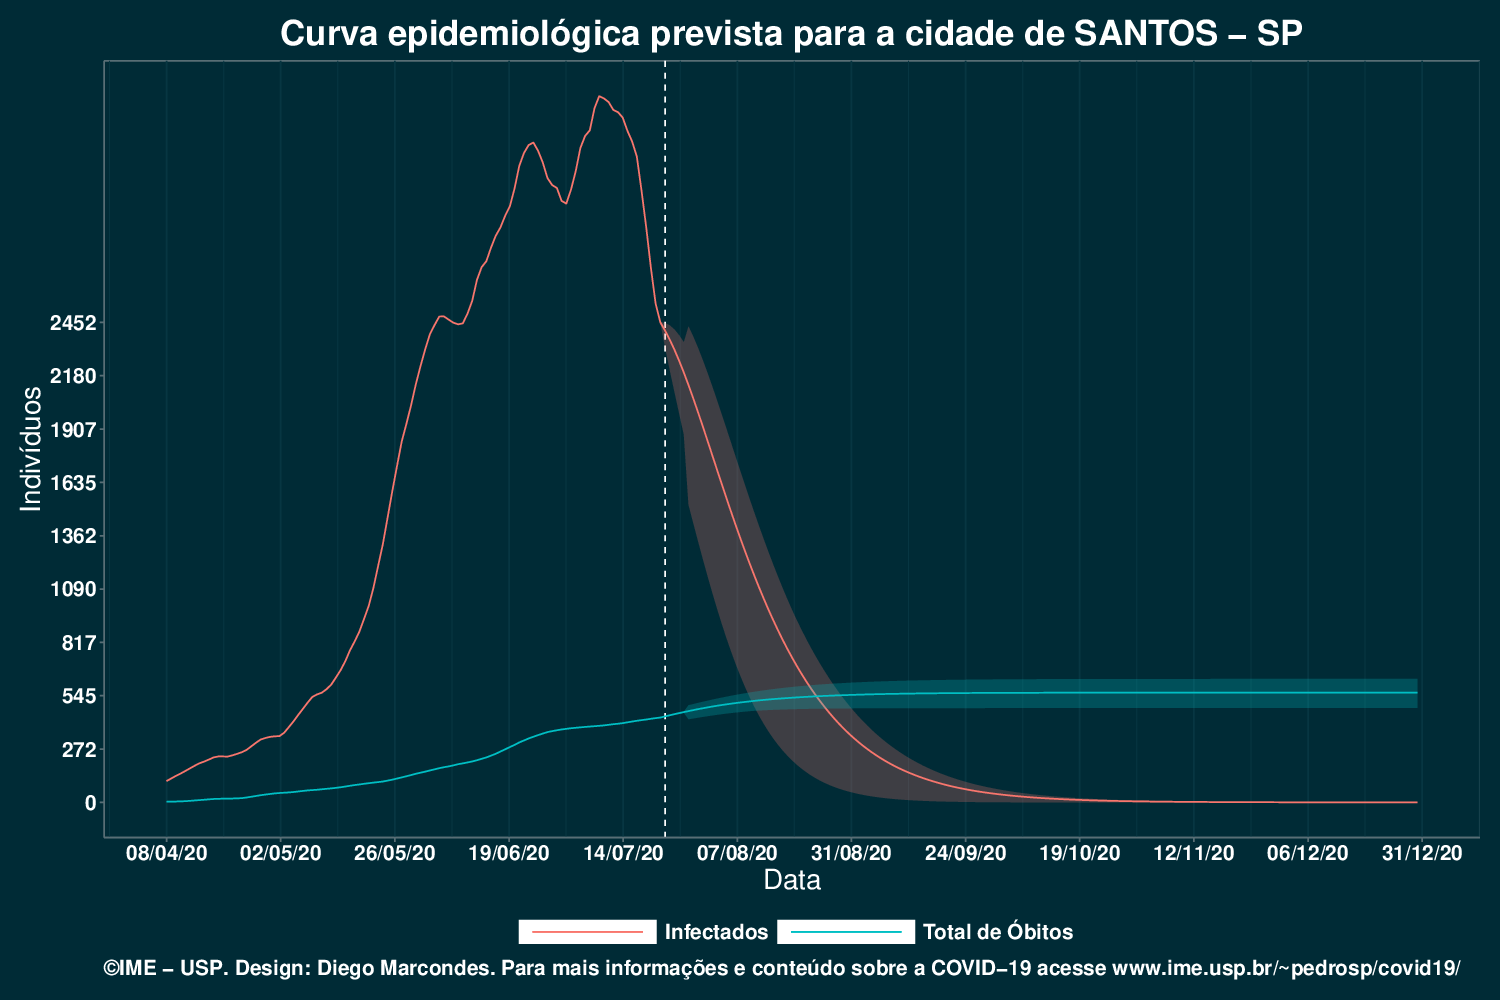 Curva epidemiológica prevista para a cidade de SANTOS – SP
Indivíduos
2452
2180
1907
1635
1362
1090
817
545
272
0
08/04/20 02/05/20 26/05/20 19/06/20 14/07/20 07/08/20 31/08/20 24/09/20 19/10/20 12/11/20 06/12/20 31/12/20
Data
Infectados Total de Óbitos
©IME – USP. Design: Diego Marcondes. Para mais informações e conteúdo sobre a COVID–19 acesse www.ime.usp.br/~pedrosp/covid19/